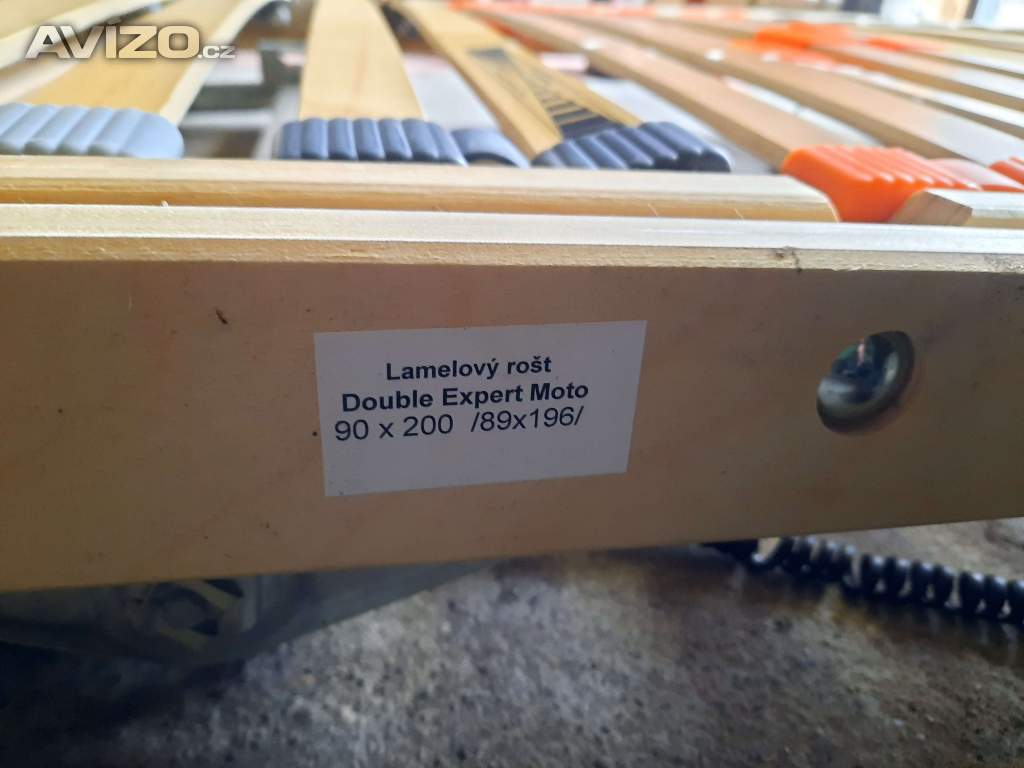 AVIZO.cz
Lamelový rošt
Double Expert Moto
90 x 200 /89x196/